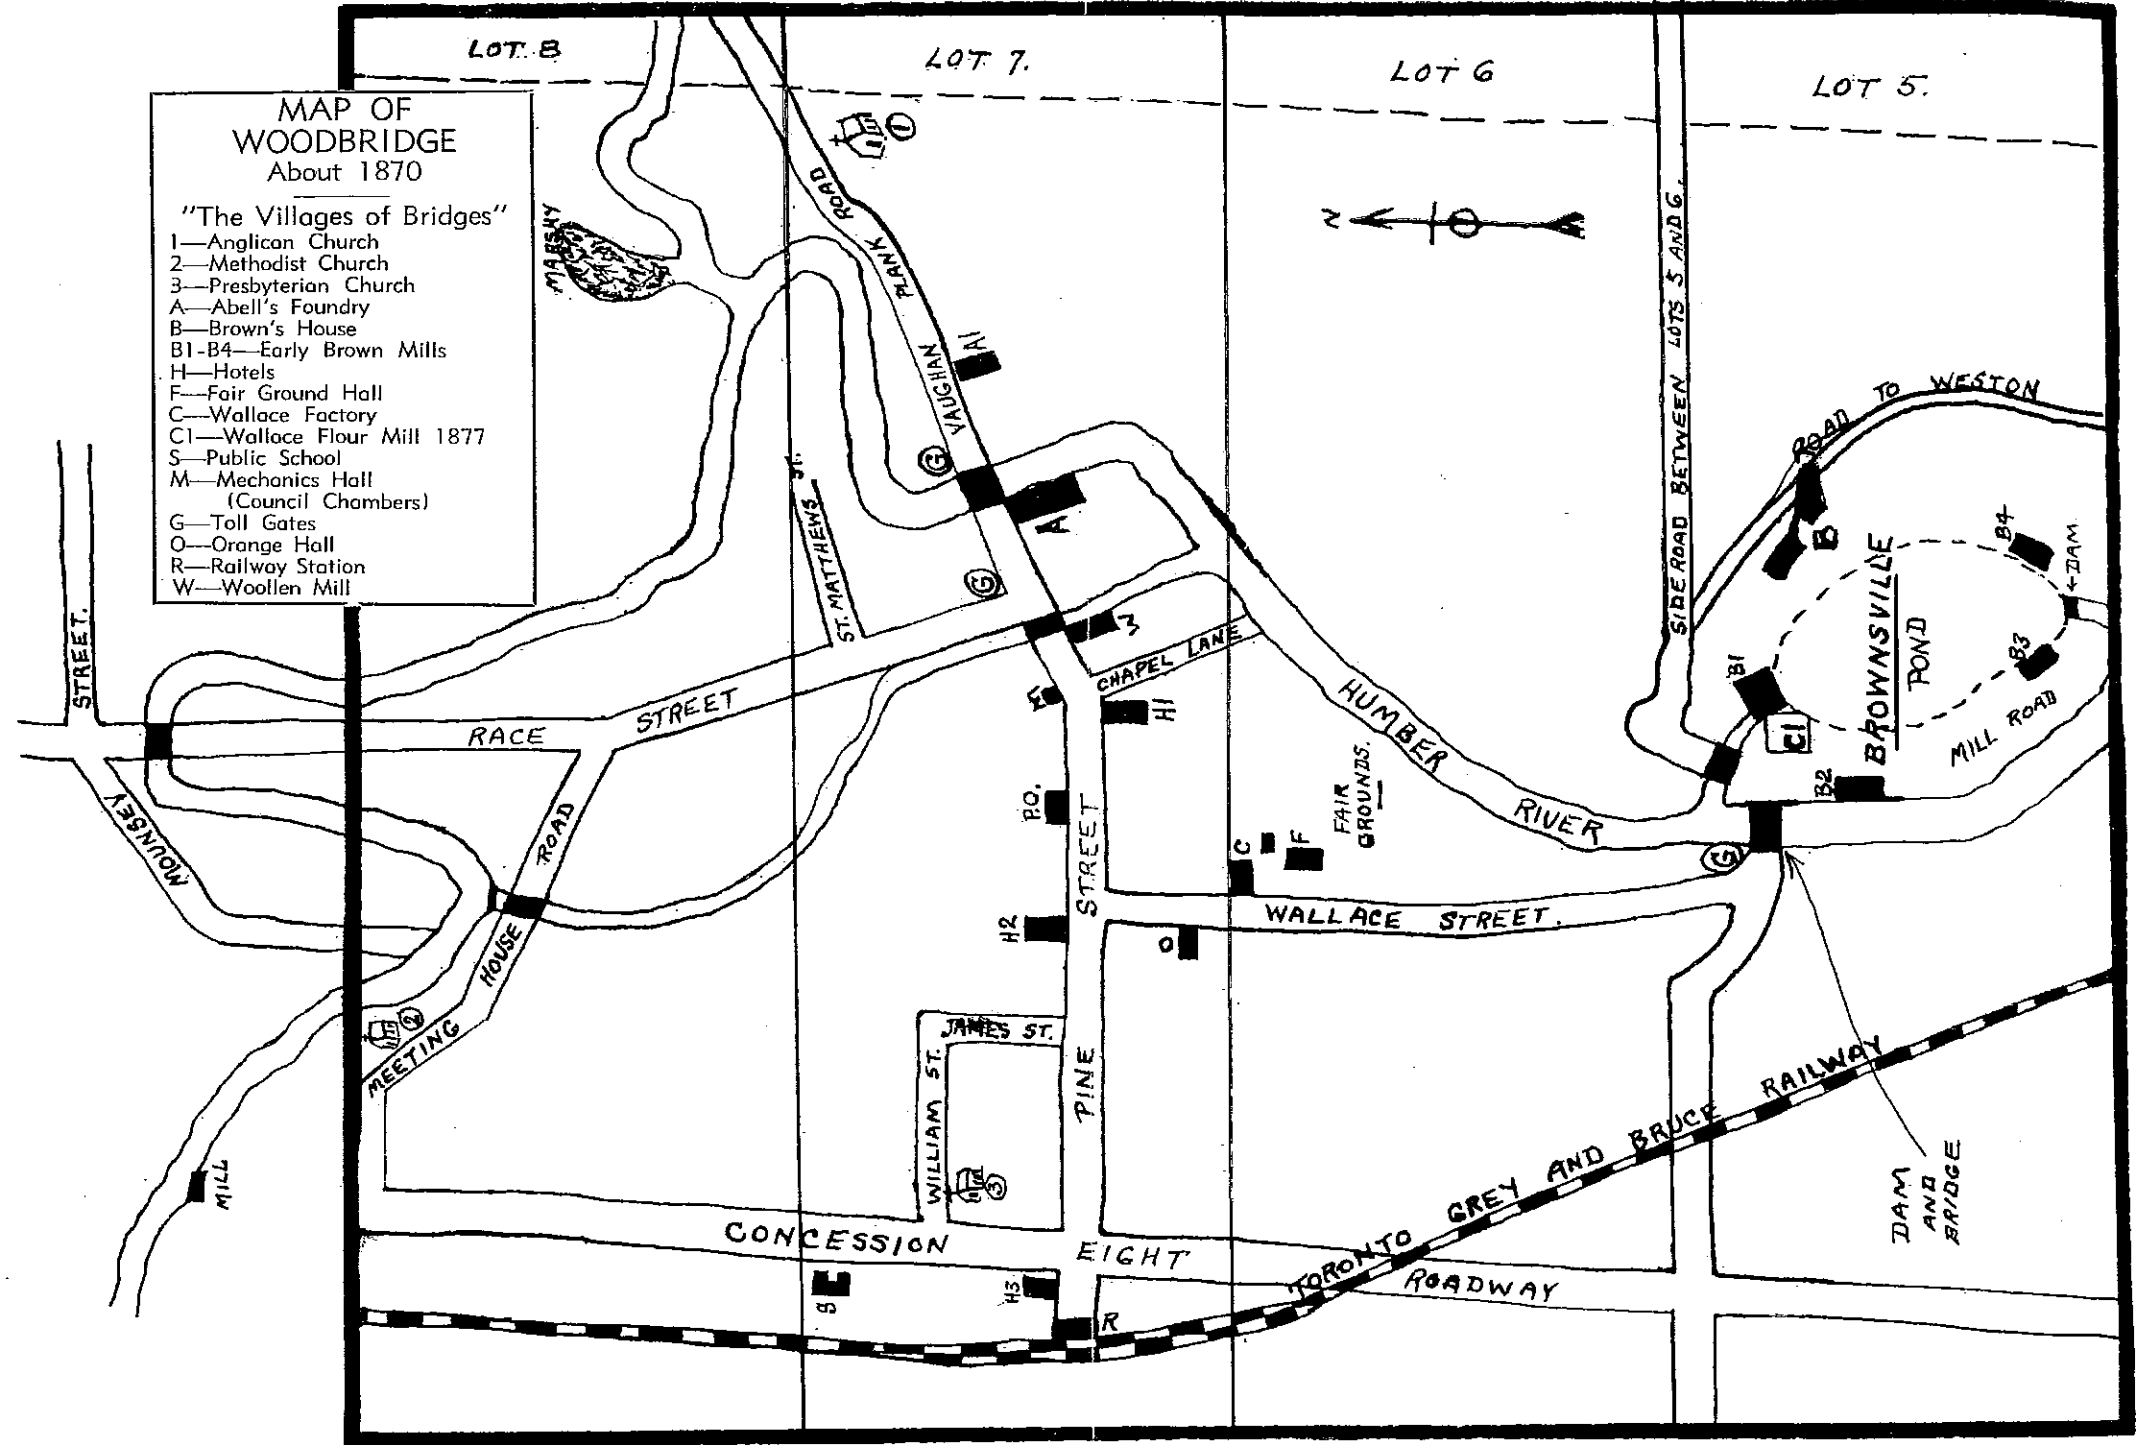 LOT. 8
LOT 7.
LOT 6
LOT 5.
MAP OF
WOODBRIDGE
About 1870
"The Villages of Bridges"
1—Anglican Church
2—Methodist Church
3—Presbyterian Church
A—Abell's Foundry
B—Brown's House
B1-B4—Early Brown Mills
H—Hotels
F—Fair Ground Hall
C—Wallace Factory
C1—Wallace Flour Mill 1877
S—Public School
M—Mechanics Hall
(Council Chambers)
G—Toll Gates
O—Orange Hall
R—Railway Station
W—Woollen Mill
MARSHY
1
N
VAUGHAN PLANK ROAD
A1
G
A
G
ST. MATTHEWS ST.
3
CHAPEL LANE
SIDEROAD BETWEEN LOTS 5 AND 6.
ROAD TO WESTON
B
B4
←DAM
BROWNSVILLE
POND
B1
C1
B3
B2
MILL ROAD
STREET.
MOUNSEY
RACE STREET
MEETING HOUSE ROAD
2
MILL
H1
P.O.
H2
PINE STREET
HUMBER RIVER
FAIR
GROUNDS.
C
F
G
O
WALLACE STREET.
JAMES ST.
WILLIAM ST.
3
CONCESSION EIGHT ROADWAY
S
H3
R
TORONTO GREY AND BRUCE RAILWAY
DAM
AND
BRIDGE